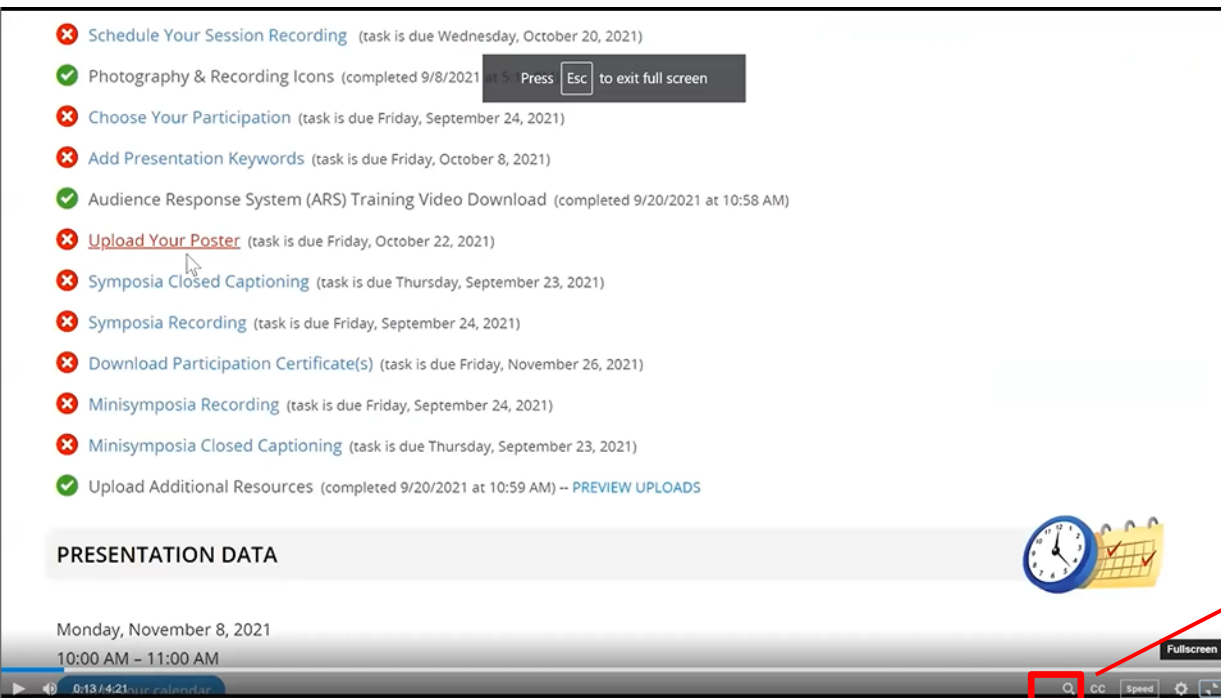 Schedule Your Session Recording (task is due Wednesday, October 20, 2021)
Photography & Recording Icons (completed 9/8/2021 at
Press Esc to exit full screen
Choose Your Participation (task is due Friday, September 24, 2021)
Add Presentation Keywords (task is due Friday, October 8, 2021)
Audience Response System (ARS) Training Video Download (completed 9/20/2021 at 10:58 AM)
Upload Your Poster (task is due Friday, October 22, 2021)
Symposia Closed Captioning (task is due Thursday, September 23, 2021)
Symposia Recording (task is due Friday, September 24, 2021)
Download Participation Certificate(s) (task is due Friday, November 26, 2021)
Minisymposia Recording (task is due Friday, September 24, 2021)
Minisymposia Closed Captioning (task is due Thursday, September 23, 2021)
Upload Additional Resources (completed 9/20/2021 at 10:59 AM) -- PREVIEW UPLOADS
PRESENTATION DATA
Monday, November 8, 2021
10:00 AM – 11:00 AM
Fullscreen
0:13 / 4:21 our calendar
CC Speed